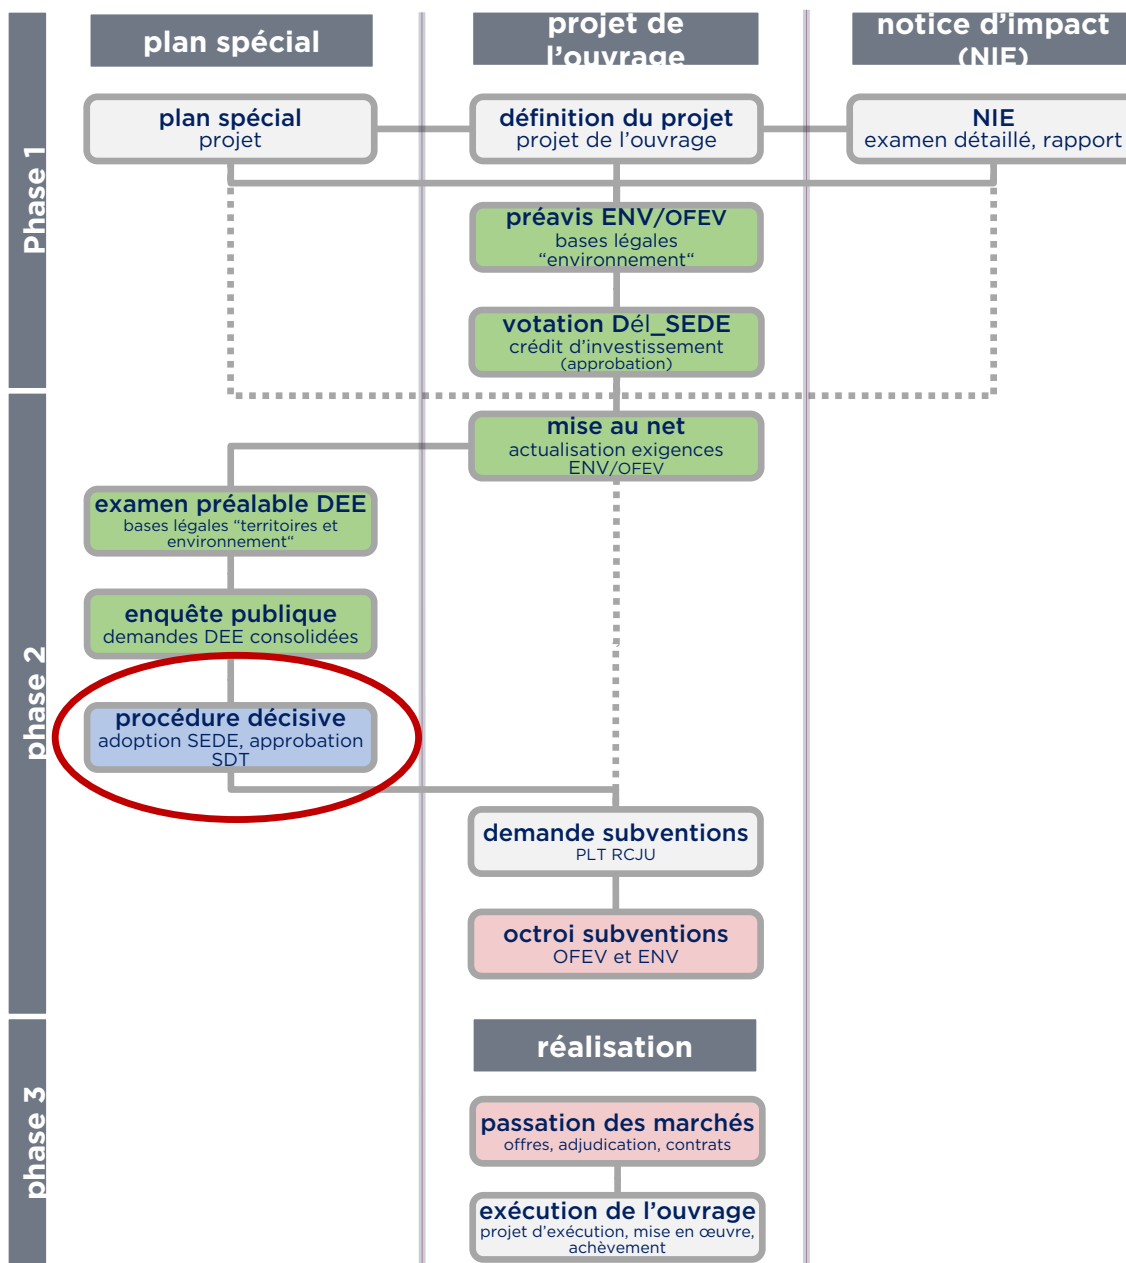 plan spécial
projet de
l’ouvrage
notice d’impact
(NIE)
Phase 1
plan spécial
projet
définition du projet
projet de l’ouvrage
NIE
examen détaillé, rapport
préavis ENV/OFEV
bases légales
“environnement“
votation Dél_SEDE
crédit d’investissement
(approbation)
phase 2
mise au net
actualisation exigences
ENV/OFEV
examen préalable DEE
bases légales “territoires et
environnement“
enquête publique
demandes DEE consolidées
procédure décisive
adoption SEDE, approbation
SDT
demande subventions
PLT RCJU
octroi subventions
OFEV et ENV
phase 3
réalisation
passation des marchés
offres, adjudication, contrats
exécution de l’ouvrage
projet d’exécution, mise en œuvre,
achèvement